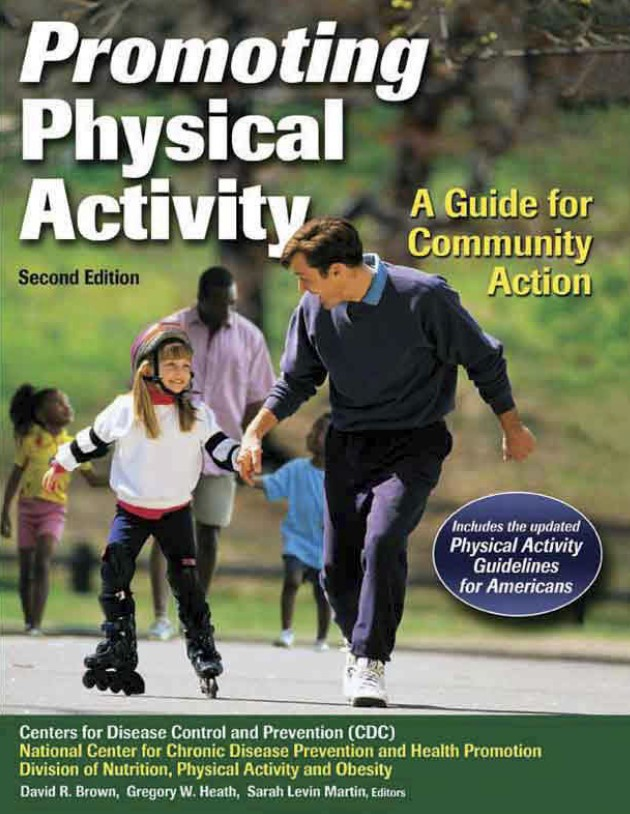 Promoting
Physical
Activity
A Guide for
Community
Action
Second Edition
Includes the updated
Physical Activity
Guidelines
for Americans
Centers for Disease Control and Prevention (CDC)
National Center for Chronic Disease Prevention and Health Promotion
Division of Nutrition, Physical Activity and Obesity
David R. Brown, Gregory W. Heath, Sarah Levin Martin, Editors